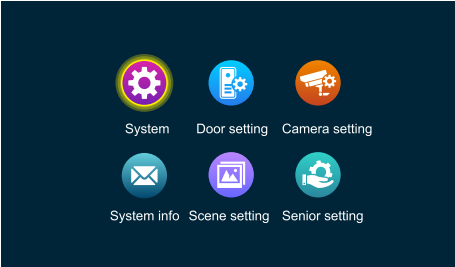 System
Door setting
Camera setting
System info
Scene setting
Senior setting